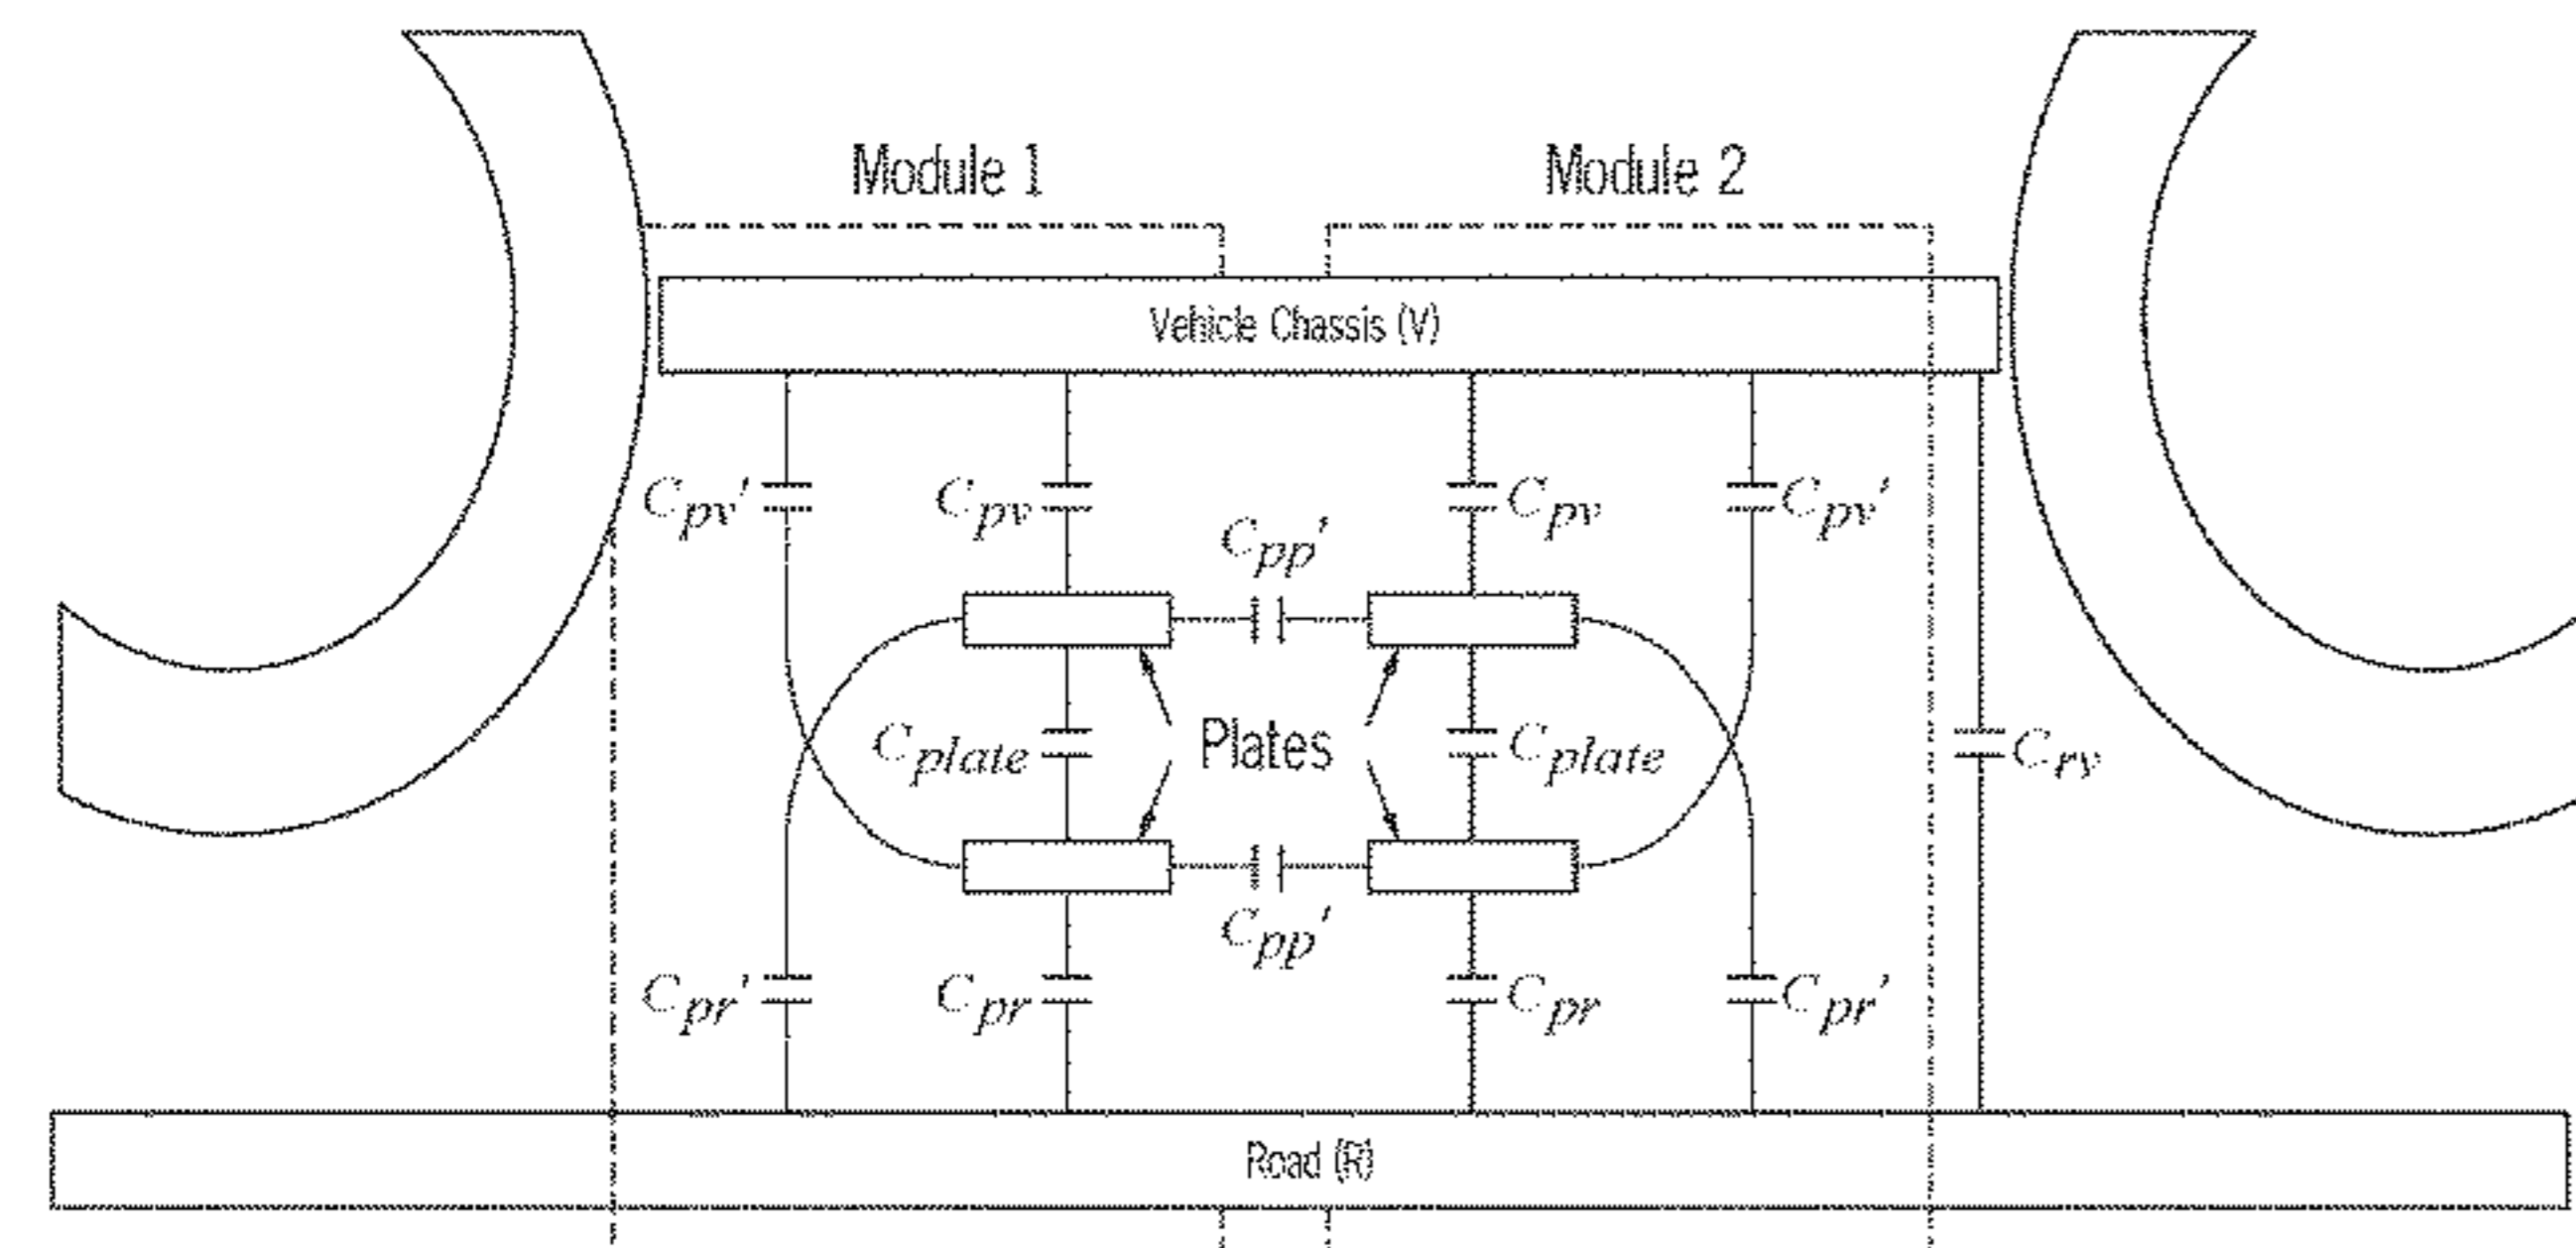 Module 1 Module 2
Vehicle Chassis (V)
Cpv' Cpv Cpp' Cpv Cpv'
Cplate Plates Cplate Crv
Cpp'
Cpr' Cpr Cpr Cpr'
Road (R)